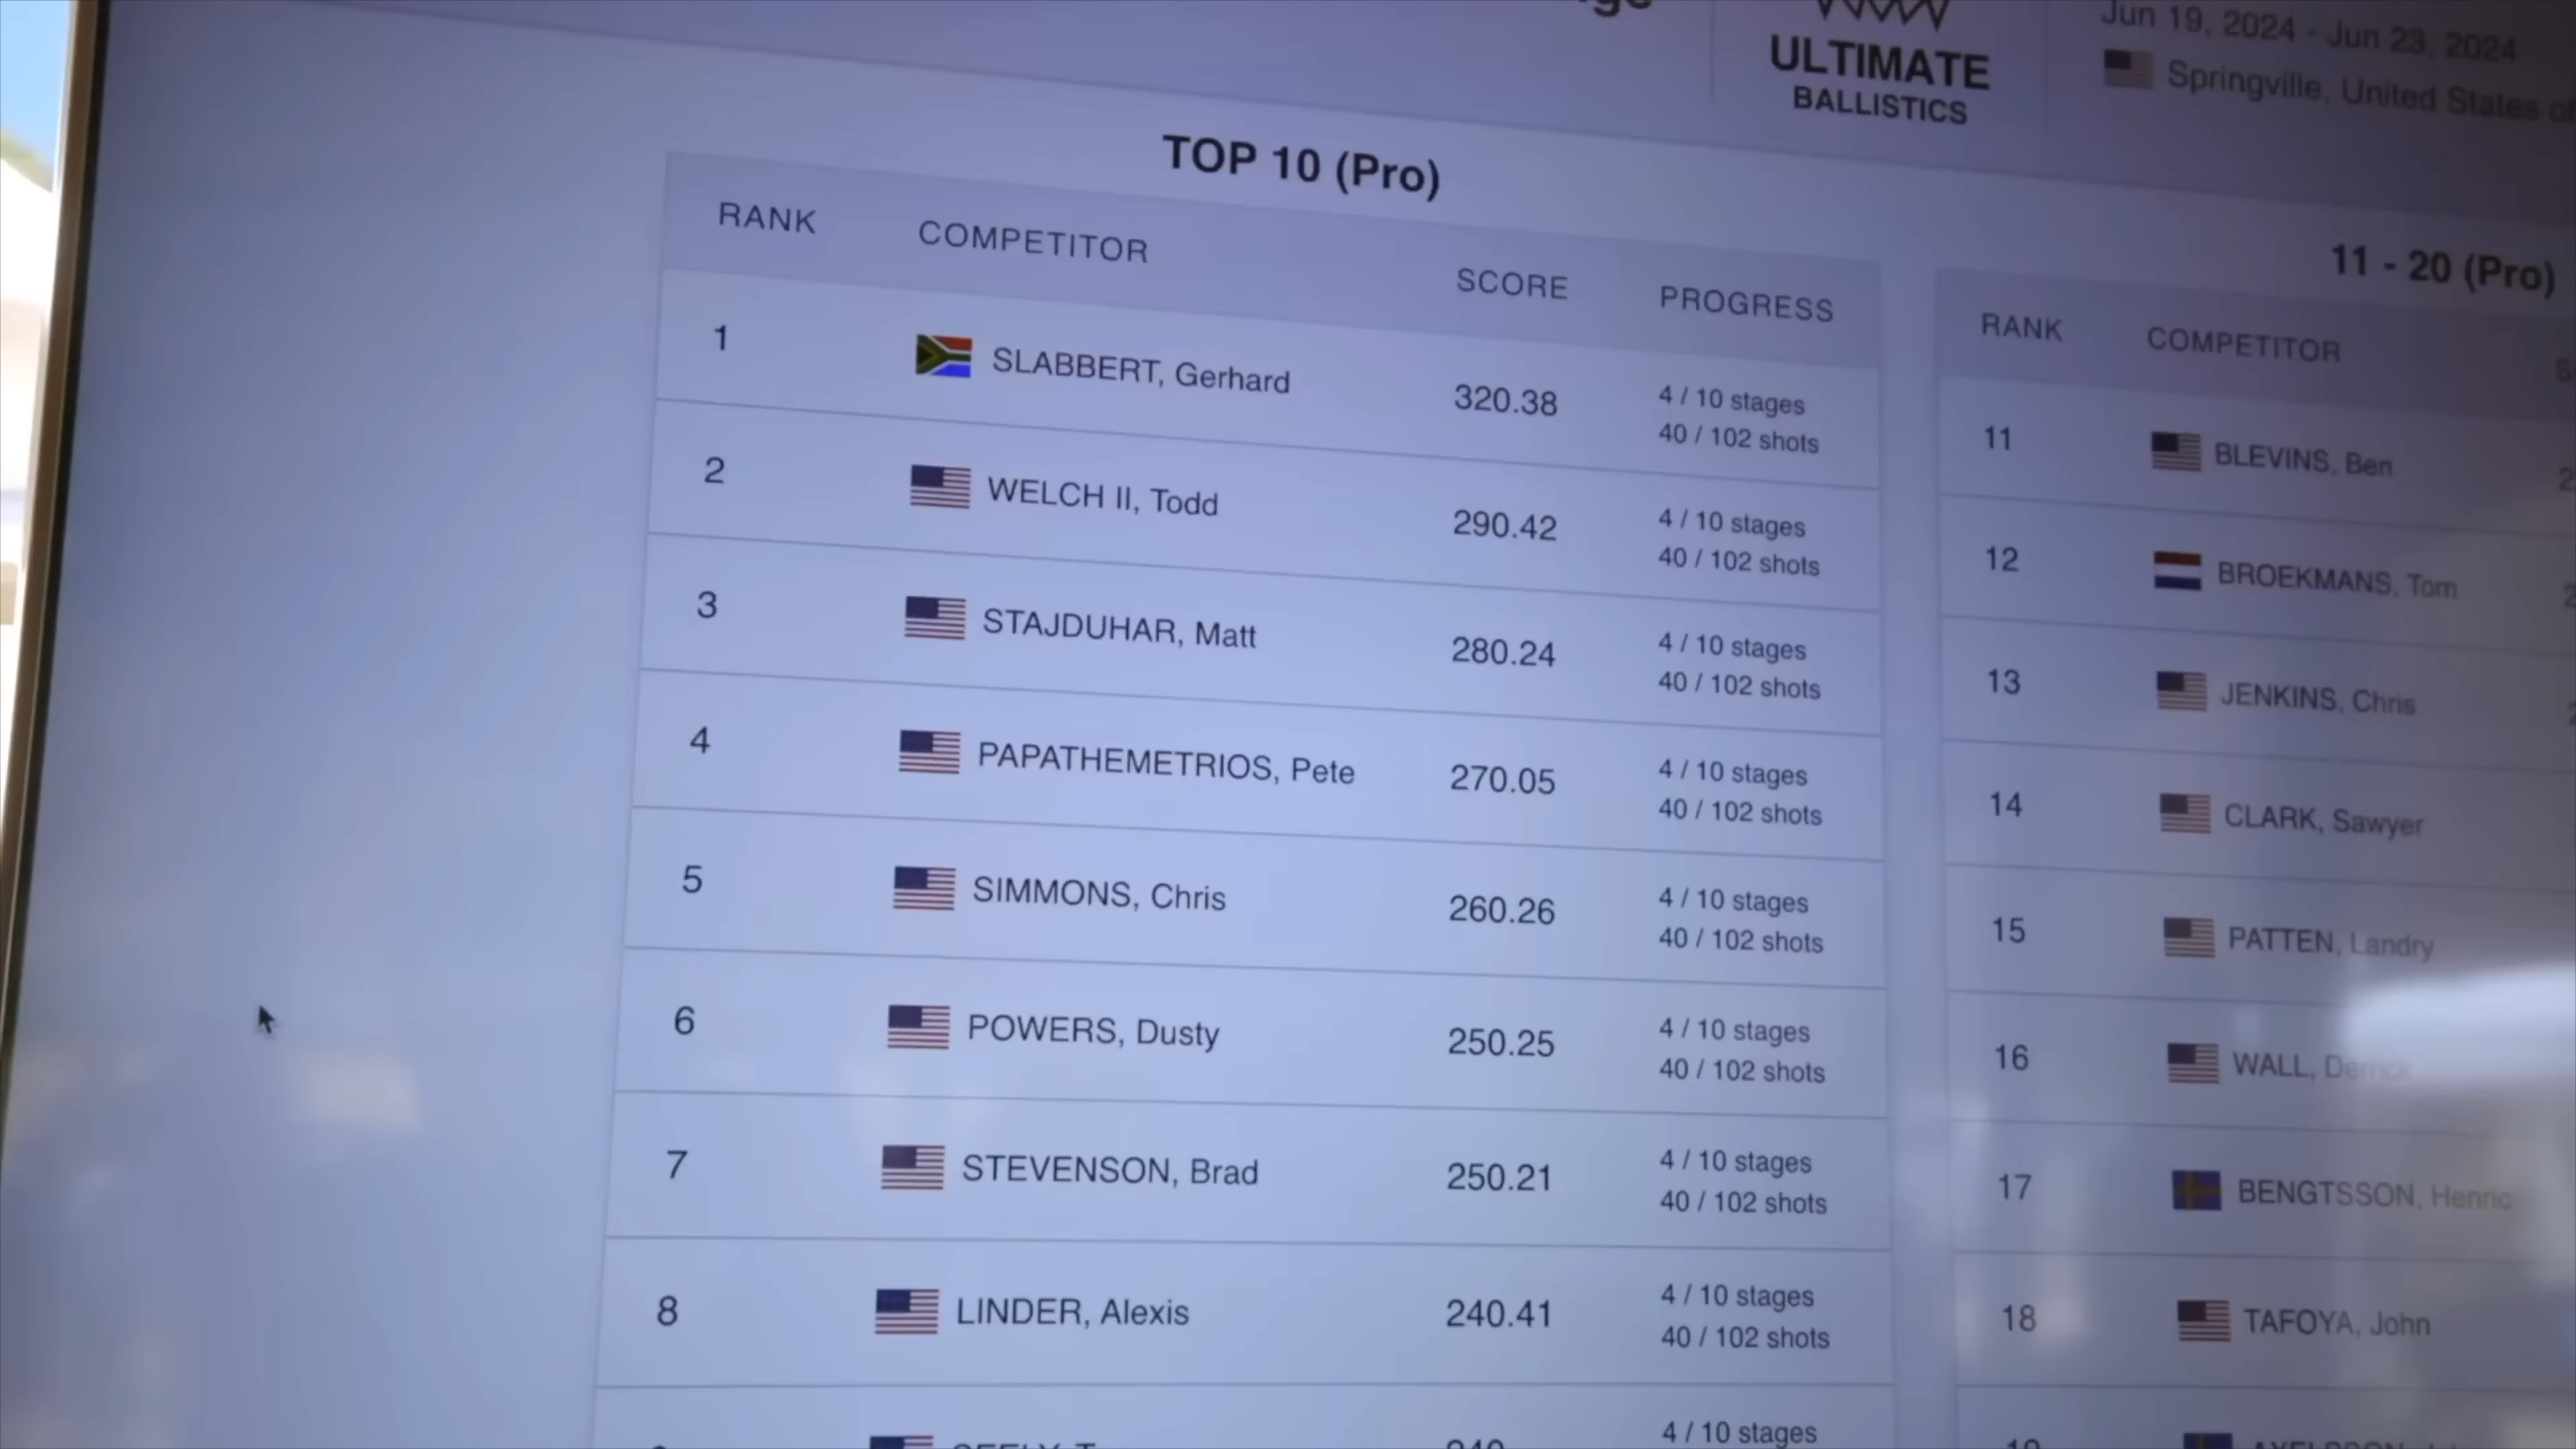 ULTIMATE
BALLISTICS
Jun 19, 2024 - Jun 23, 2024
Springville, United States of
TOP 10 (Pro)
RANK COMPETITOR SCORE PROGRESS
1 SLABBERT, Gerhard 320.38 4 / 10 stages
40 / 102 shots
2 WELCH II, Todd 290.42 4 / 10 stages
40 / 102 shots
3 STAJDUHAR, Matt 280.24 4 / 10 stages
40 / 102 shots
4 PAPATHEMETRIOS, Pete 270.05 4 / 10 stages
40 / 102 shots
5 SIMMONS, Chris 260.26 4 / 10 stages
40 / 102 shots
6 POWERS, Dusty 250.25 4 / 10 stages
40 / 102 shots
7 STEVENSON, Brad 250.21 4 / 10 stages
40 / 102 shots
8 LINDER, Alexis 240.41 4 / 10 stages
40 / 102 shots
4 / 10 stages
11 - 20 (Pro)
RANK COMPETITOR
11 BLEVINS, Ben
12 BROEKMANS, Tom
13 JENKINS, Chris
14 CLARK, Sawyer
15 PATTEN, Landry
16 WALL, Derrick
17 BENGTSSON, Henric
18 TAFOYA, John